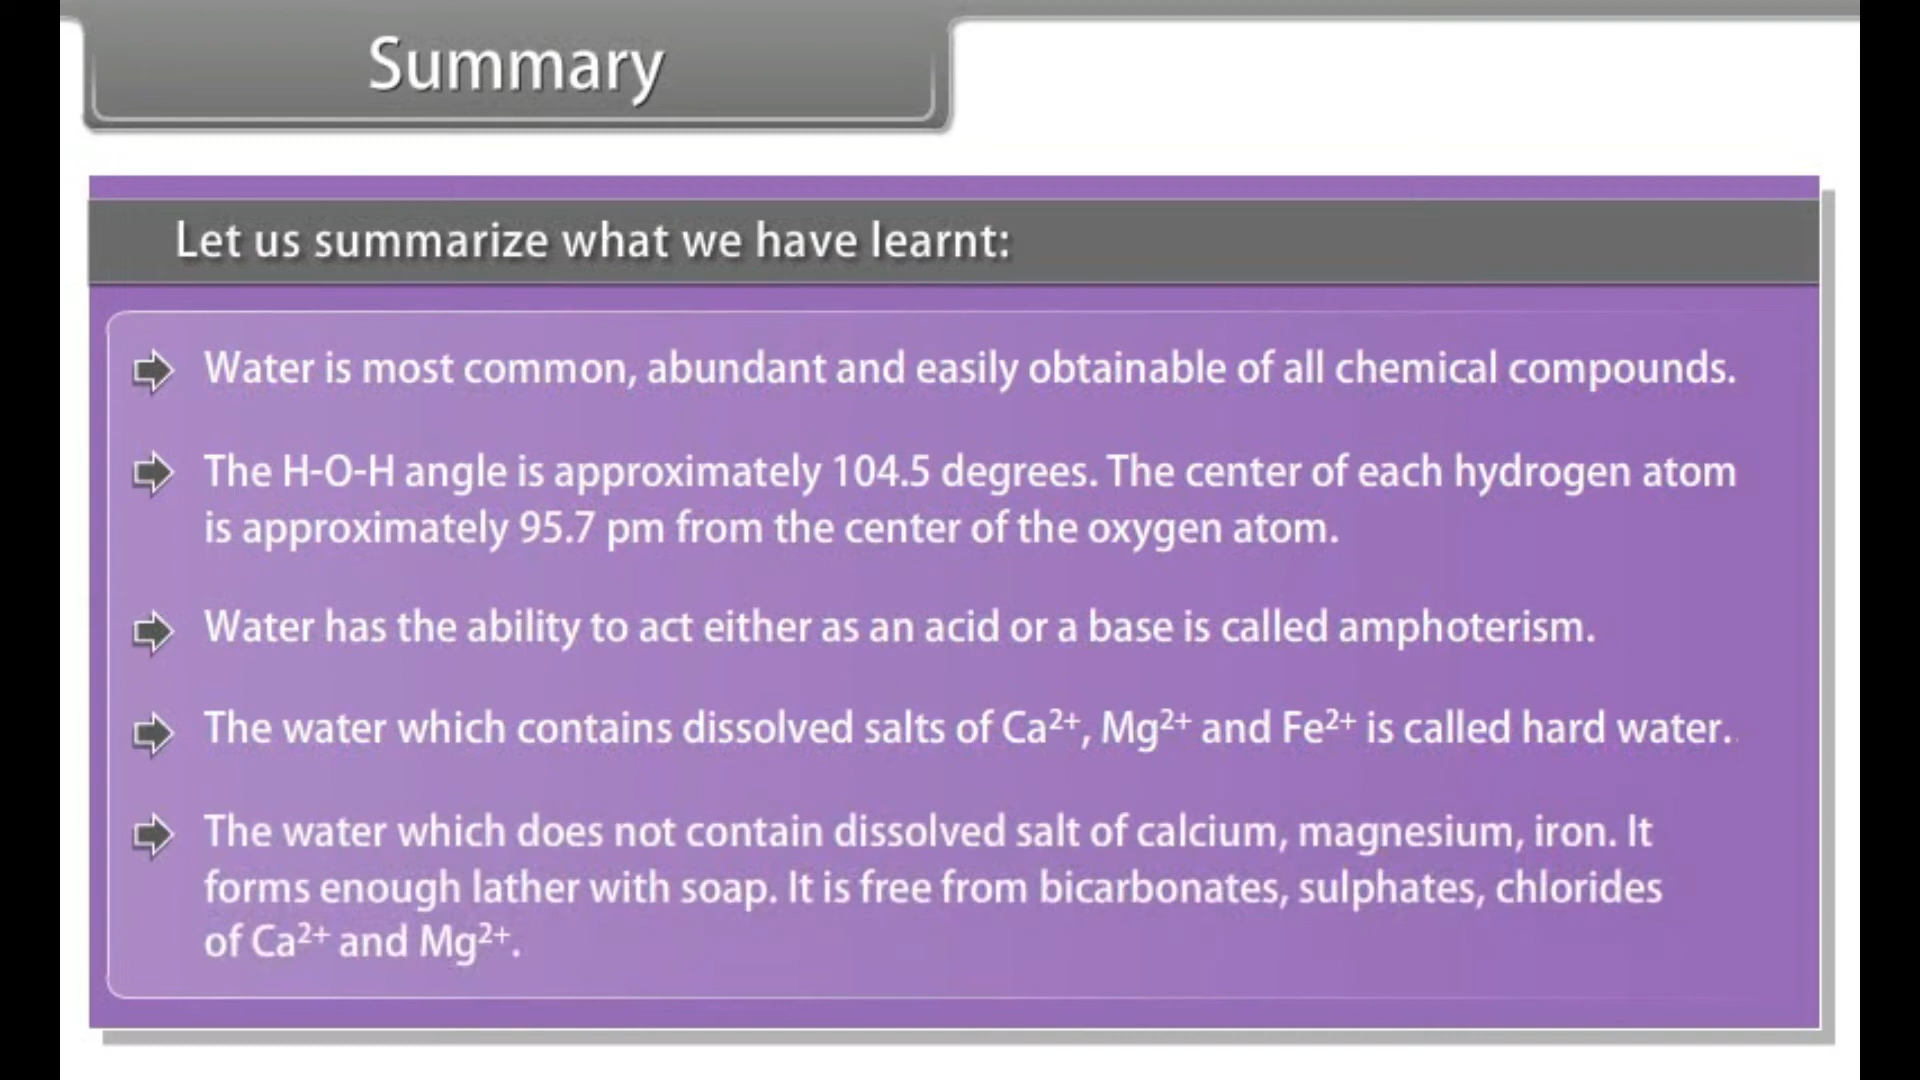 Summary
Let us summarize what we have learnt:
Water is most common, abundant and easily obtainable of all chemical compounds.
The H-O-H angle is approximately 104.5 degrees. The center of each hydrogen atom
is approximately 95.7 pm from the center of the oxygen atom.
Water has the ability to act either as an acid or a base is called amphoterism.
The water which contains dissolved salts of Ca²⁺, Mg²⁺ and Fe²⁺ is called hard water.
The water which does not contain dissolved salt of calcium, magnesium, iron. It
forms enough lather with soap. It is free from bicarbonates, sulphates, chlorides
of Ca²⁺ and Mg²⁺.